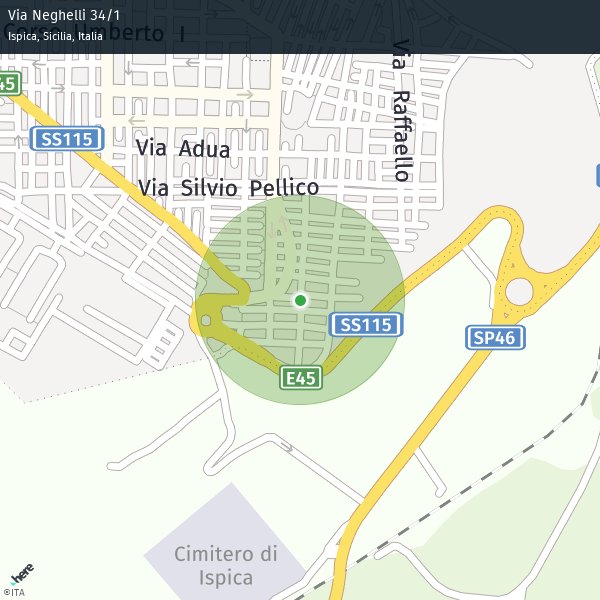 Via Neghelli 34/1
Ispica, Sicilia, Italia
Corso Umberto I
45
SS115
Via Adua
Via Raffaello
Via Silvio Pellico
SS115
SP46
E45
Cimitero di
Ispica
here
©ITA